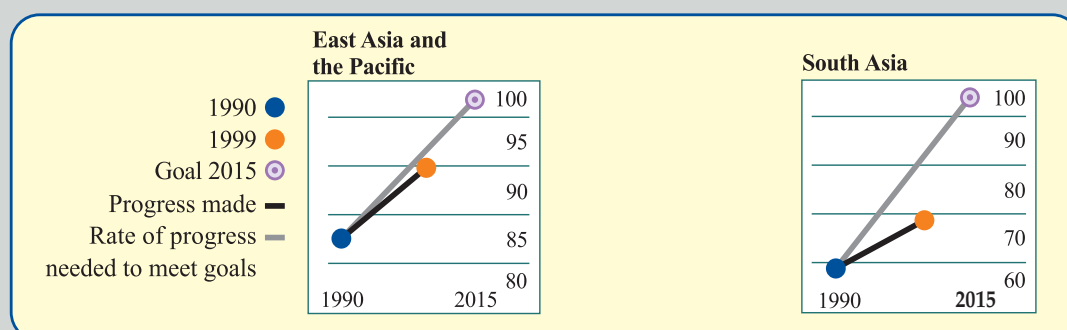 East Asia and
the Pacific
South Asia
1990
1999
Goal 2015
Progress made
Rate of progress
needed to meet goals
100
95
90
85
80
1990 2015
100
90
80
70
60
1990 2015